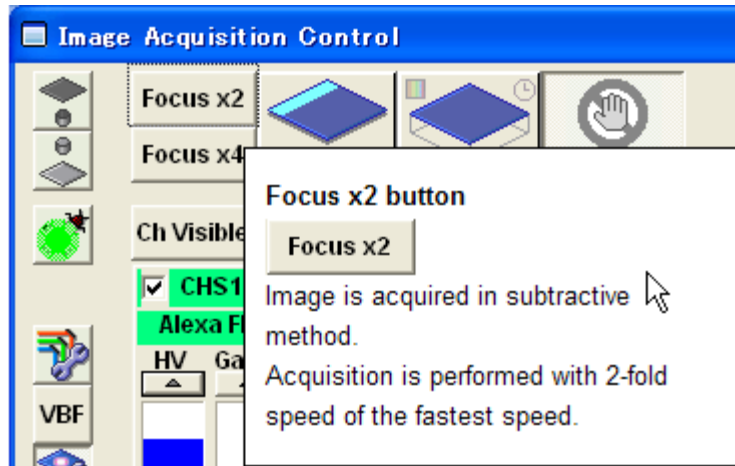 Image Acquisition Control
Focus x2
Focus x4
Focus x2 button
Focus x2
Ch Visible
Image is acquired in subtractive
method.
CHS1
Alexa
Acquisition is performed with 2-fold
speed of the fastest speed.
HV
VBF